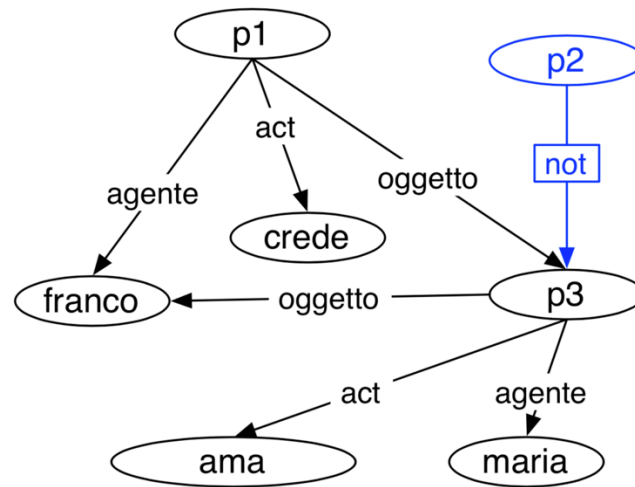 p1
p2
act
not
oggetto
agente
crede
franco
oggetto
p3
act
agente
ama
maria